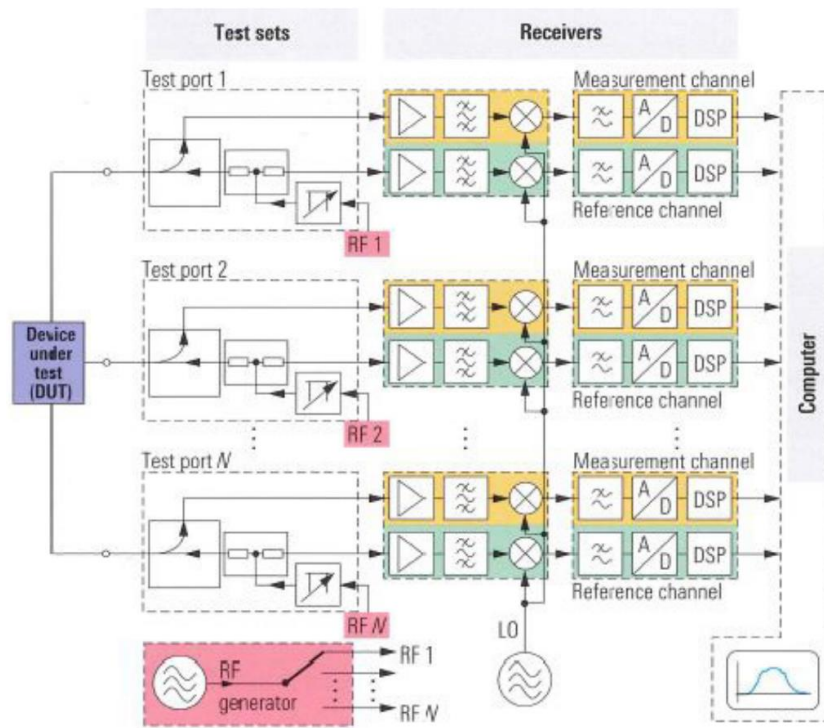 Test sets
Receivers
Test port 1
Measurement channel
A
D
DSP
A
D
DSP
RF 1
Reference channel
Test port 2
Measurement channel
A
D
DSP
A
D
DSP
RF 2
Reference channel
Device
under
test
(DUT)
Computer
Test port N
Measurement channel
A
D
DSP
A
D
DSP
RF N
Reference channel
LO
RF
generator
RF 1
RF N